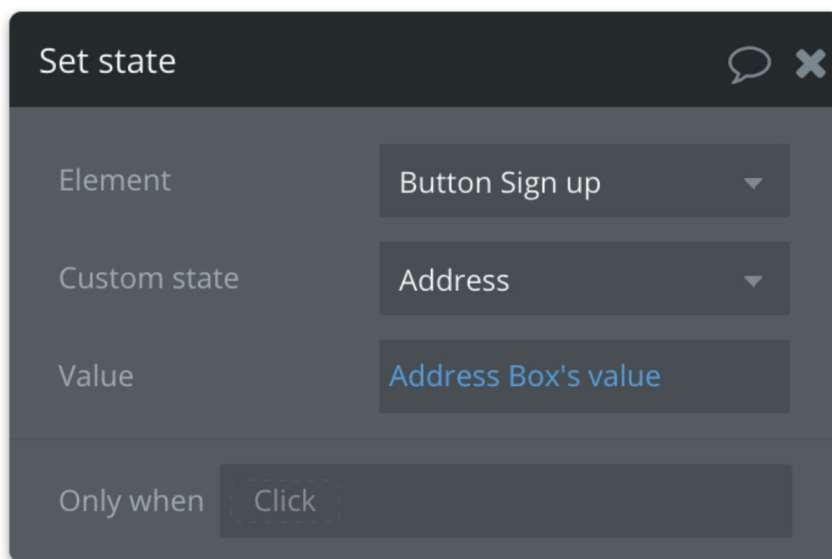 Set state
Element Button Sign up
Custom state Address
Value Address Box's value
Only when Click